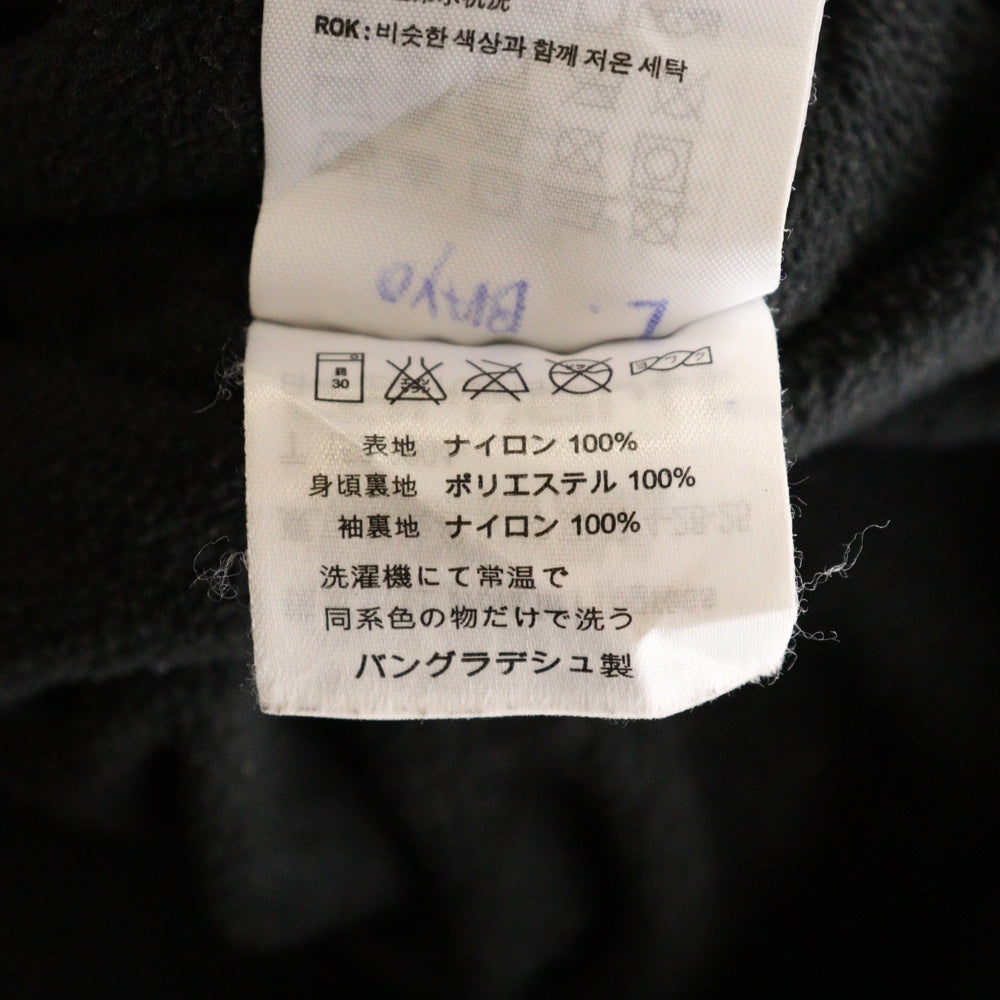 ROK: 비슷한 색상과 함께 저온 세탁
L. BAYO
30
表地 ナイロン 100%
身頃裏地 ポリエステル 100%
袖裏地 ナイロン 100%
洗濯機にて常温で
同系色の物だけで洗う
バングラデシュ製